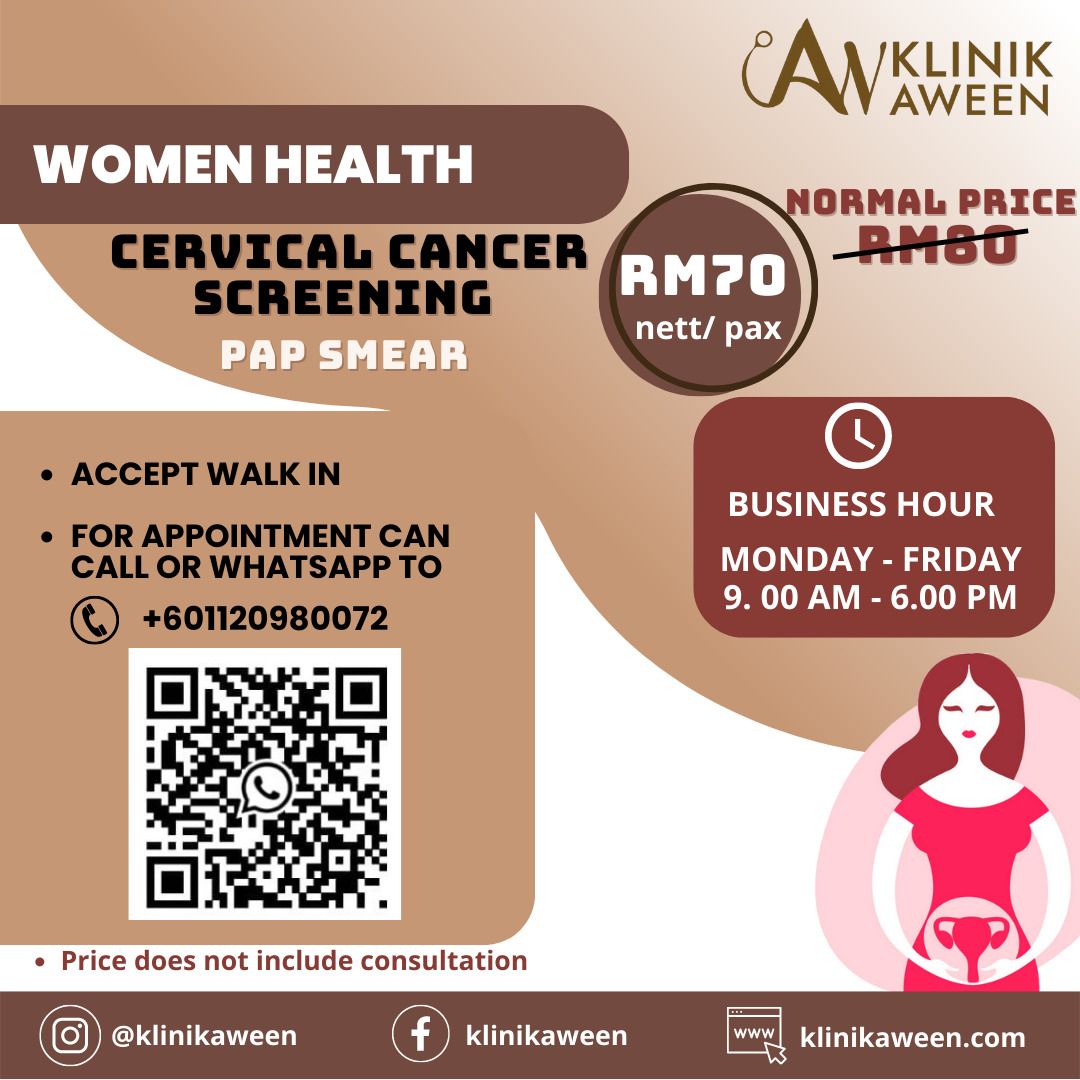 KLINIK
AWEEN
WOMEN HEALTH
NORMAL PRICE
RM80
CERVICAL CANCER
SCREENING
PAP SMEAR
RM70
nett/ pax
ACCEPT WALK IN
FOR APPOINTMENT CAN
CALL OR WHATSAPP TO
+601120980072
BUSINESS HOUR
MONDAY - FRIDAY
9. 00 AM - 6.00 PM
Price does not include consultation
@klinikaween
klinikaween
www
klinikaween.com